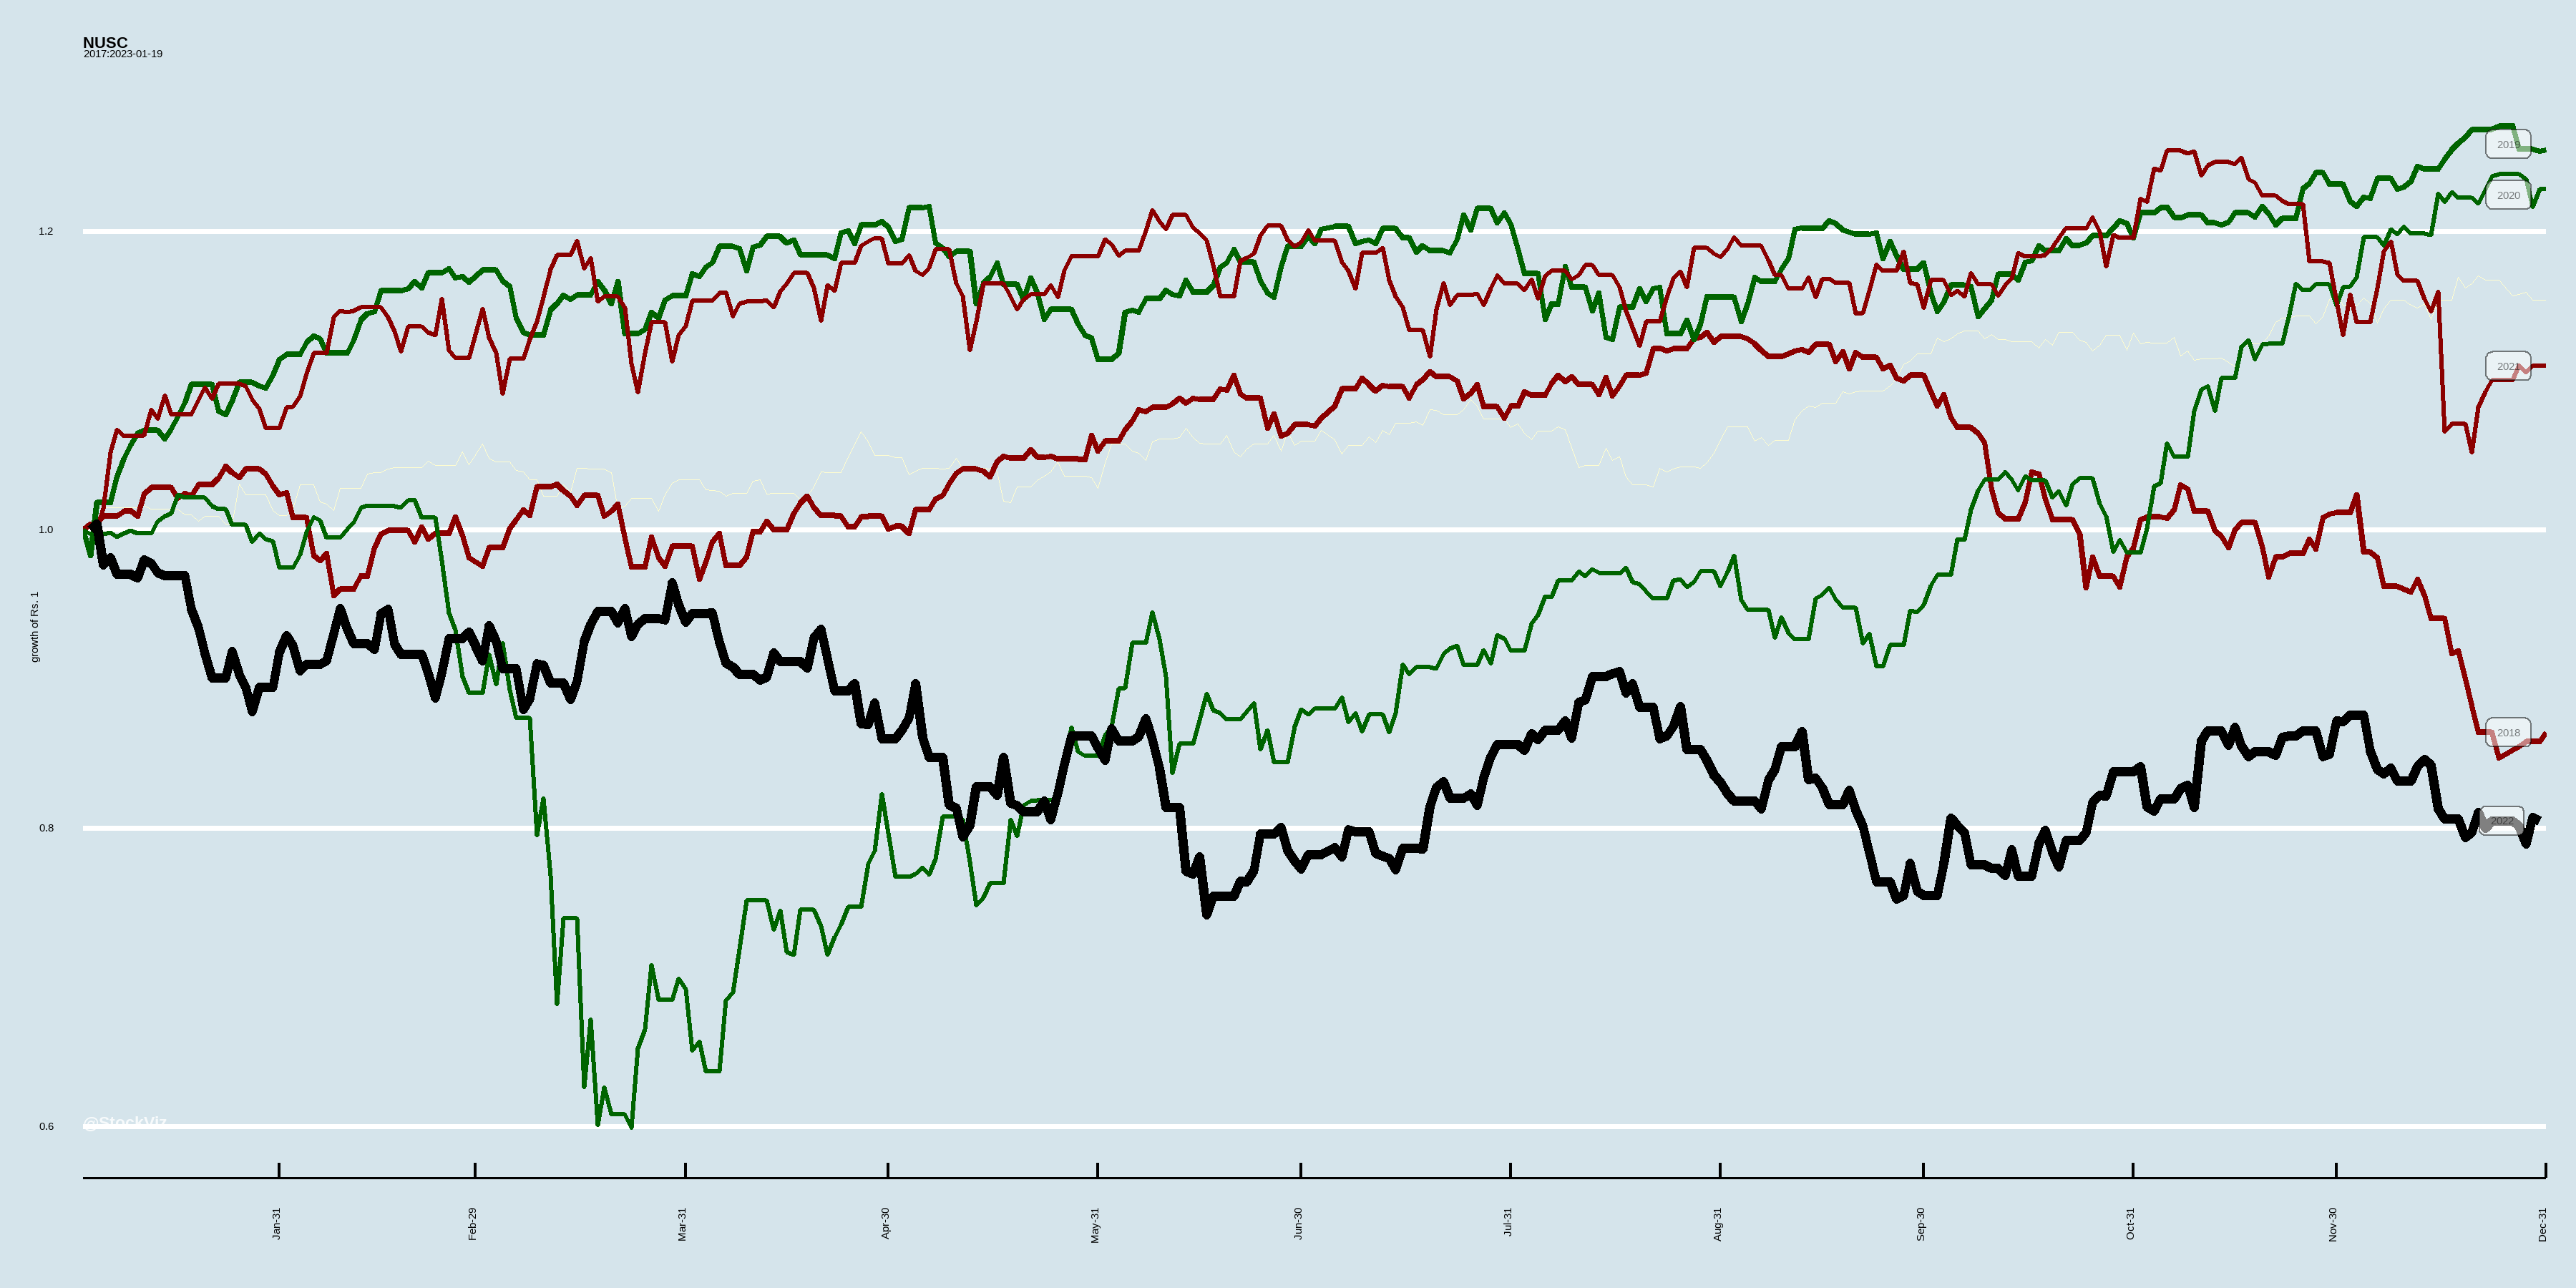 NUSC
2017:2023-01-19
2019
1.2
2020
2021
1.0
growth of Rs. 1
2018
0.8
2022
@StockViz
0.6
Jan-31
Feb-29
Mar-31
Apr-30
May-31
Jun-30
Jul-31
Aug-31
Sep-30
Oct-31
Nov-30
Dec-31